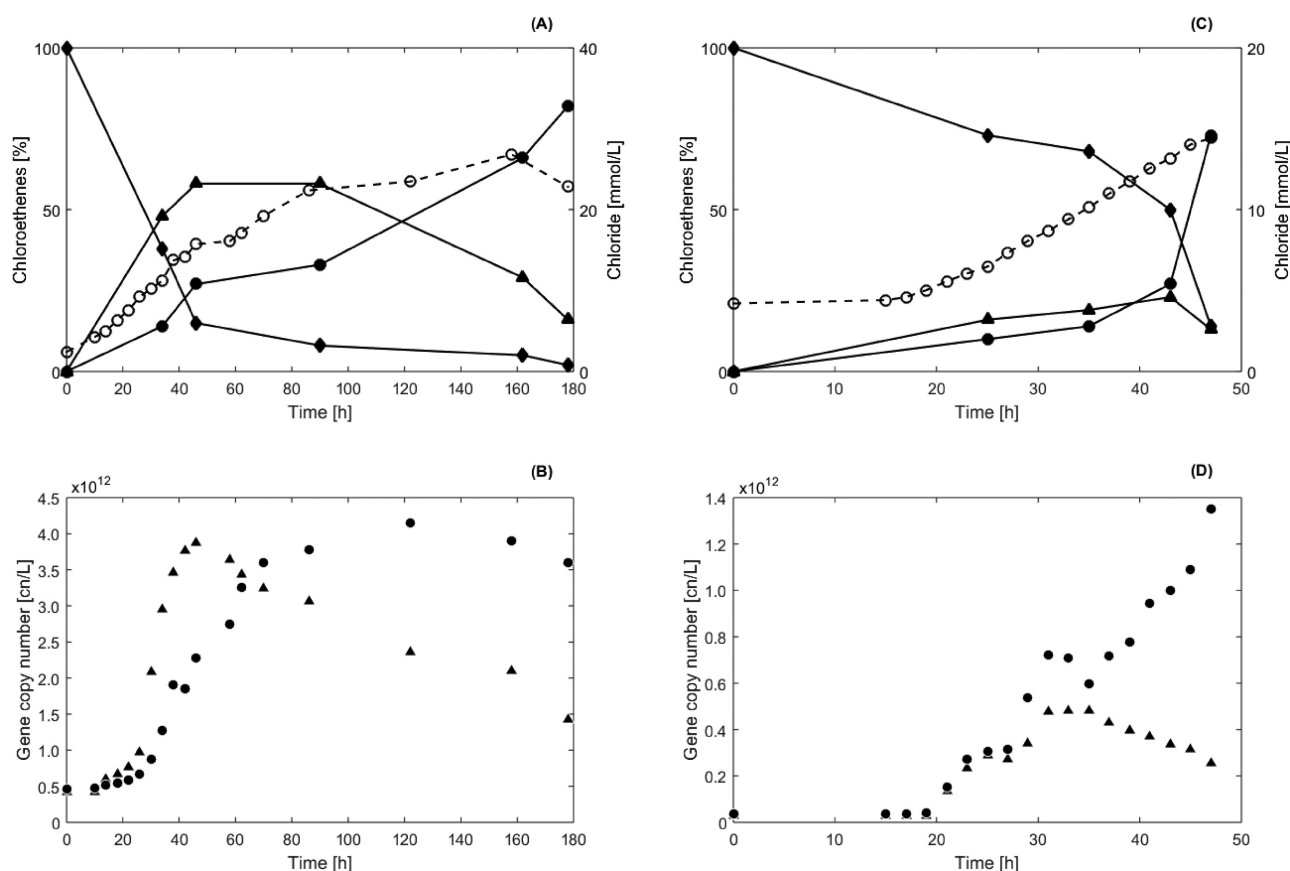 (A)
100
50
0
Chloroethenes [%]
40
20
0
Chloride [mmol/L]
0 20 40 60 80 100 120 140 160 180
Time [h]
(C)
100
50
0
Chloroethenes [%]
20
10
0
Chloride [mmol/L]
0 10 20 30 40 50
Time [h]
(B)
x10^12
4.5
4.0
3.5
3.0
2.5
2.0
1.5
1.0
0.5
0
Gene copy number [cn/L]
0 20 40 60 80 100 120 140 160 180
Time [h]
(D)
x10^12
1.4
1.2
1.0
0.8
0.6
0.4
0.2
0
Gene copy number [cn/L]
0 10 20 30 40 50
Time [h]